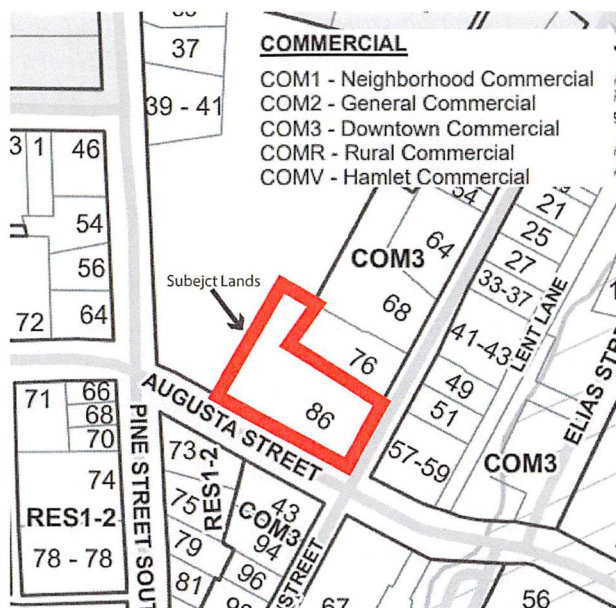 37
39 - 41
COMMERCIAL
COM1 - Neighborhood Commercial
COM2 - General Commercial
COM3 - Downtown Commercial
COMR - Rural Commercial
COMV - Hamlet Commercial
3
1
46
54
56
64
72
54
64
COM3
68
76
21
25
27
33-37
41-43
49
51
57-59
LENT LANE
COM3
Subejct Lands
86
AUGUSTA STREET
71
66
68
70
74
RES1-2
78 - 78
PINE STREET SOUT
73
75
79
81
RES1-2
COM3
43
94
96
67
56